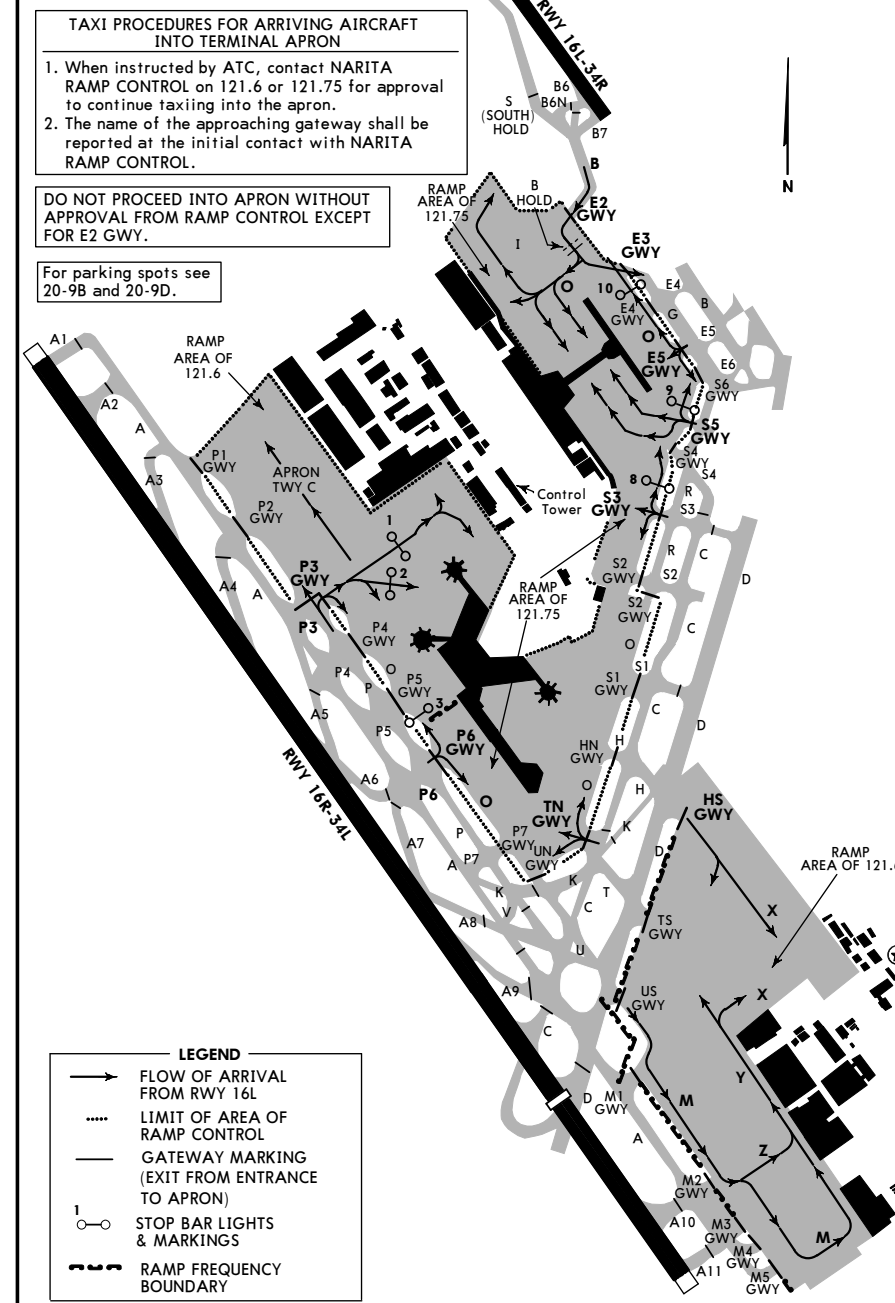 TAXI PROCEDURES FOR ARRIVING AIRCRAFT
INTO TERMINAL APRON
1. When instructed by ATC, contact NARITA
RAMP CONTROL on 121.6 or 121.75 for approval
to continue taxiing into the apron.
2. The name of the approaching gateway shall be
reported at the initial contact with NARITA
RAMP CONTROL.
DO NOT PROCEED INTO APRON WITHOUT
APPROVAL FROM RAMP CONTROL EXCEPT
FOR E2 GWY.
For parking spots see
20-9B and 20-9D.
RWY 16L-34R
B6
B6N
S
(SOUTH)
HOLD
B7
B
N
RAMP
AREA OF
121.75
B
HOLD
E2
GWY
I
E3
GWY
O
10
E4
GWY
E4
G
B
O
E5
E5
GWY
E6
S6
GWY
9
S5
GWY
S4
GWY
8
S4
R
S3
GWY
S3
Control
Tower
A1
A2
A
A3
RAMP
AREA OF
121.6
P1
GWY
P2
GWY
APRON
TWY C
1
2
P3
GWY
A4
A
P3
P4
GWY
O
P4
P
P5
GWY
A5
3
P5
RAMP
AREA OF
121.75
S2
GWY
R
S2
C
D
S2
GWY
O
C
S1
S1
GWY
C
D
P6
GWY
H
HN
GWY
RWY 16R-34L
A6
P6
O
O
H
HS
GWY
TN
GWY
K
A7
P
P7
GWY
UN
GWY
D
A
P7
K
K
T
RAMP
AREA OF 121.6
V
C
X
A8
U
TS
GWY
A9
US
GWY
X
C
D
M1
GWY
M
Y
A
Z
M2
GWY
A10
M3
GWY
M
M4
GWY
A11
M5
GWY
LEGEND
FLOW OF ARRIVAL
FROM RWY 16L
LIMIT OF AREA OF
RAMP CONTROL
GATEWAY MARKING
(EXIT FROM ENTRANCE
TO APRON)
1
STOP BAR LIGHTS
& MARKINGS
RAMP FREQUENCY
BOUNDARY